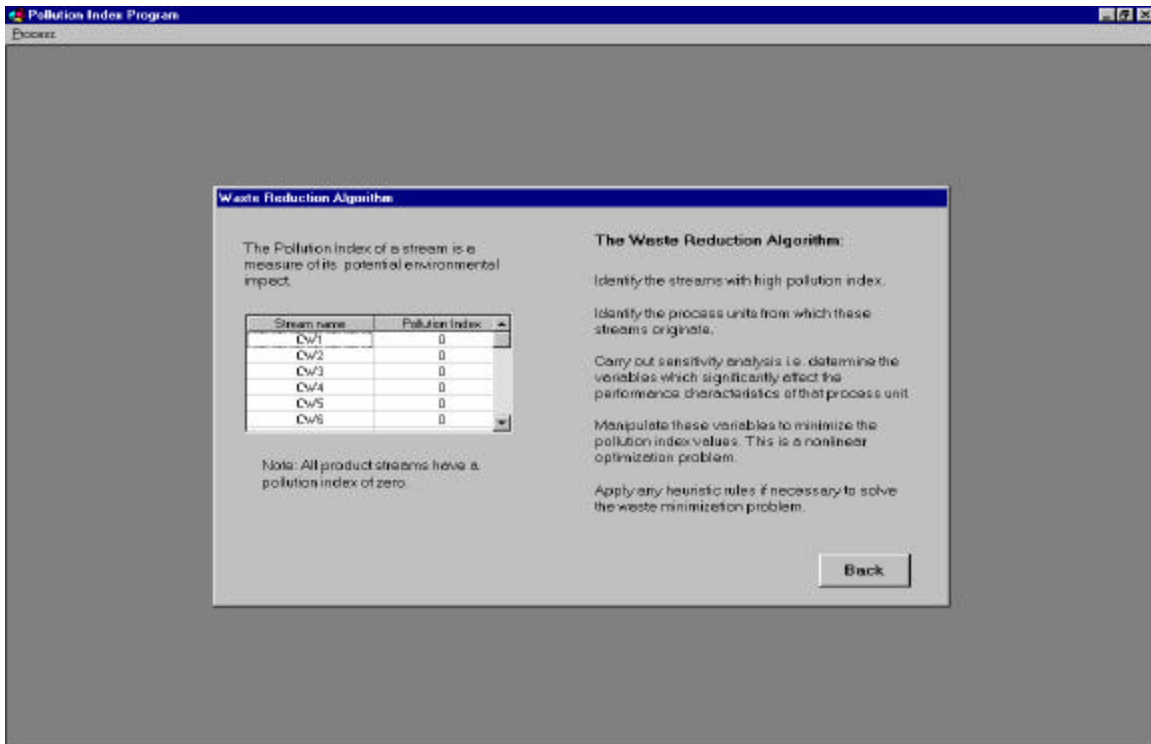 Pollution Index Program
Process
Waste Reduction Algorithm
The Pollution Index of a stream is a
measure of its potential environmental
impact.
Stream name Pollution Index
CW1 0
CW2 0
CW3 0
CW4 0
CW5 0
CW6 0
Note: All product streams have a
pollution index of zero.
The Waste Reduction Algorithm:
Identify the streams with high pollution index.
Identify the process units from which these
streams originate.
Carry out sensitivity analysis i.e. determine the
variables which significantly affect the
performance characteristics of that process unit
Manipulate these variables to minimize the
pollution index values. This is a nonlinear
optimization problem.
Apply any heuristic rules if necessary to solve
the waste minimization problem.
Back